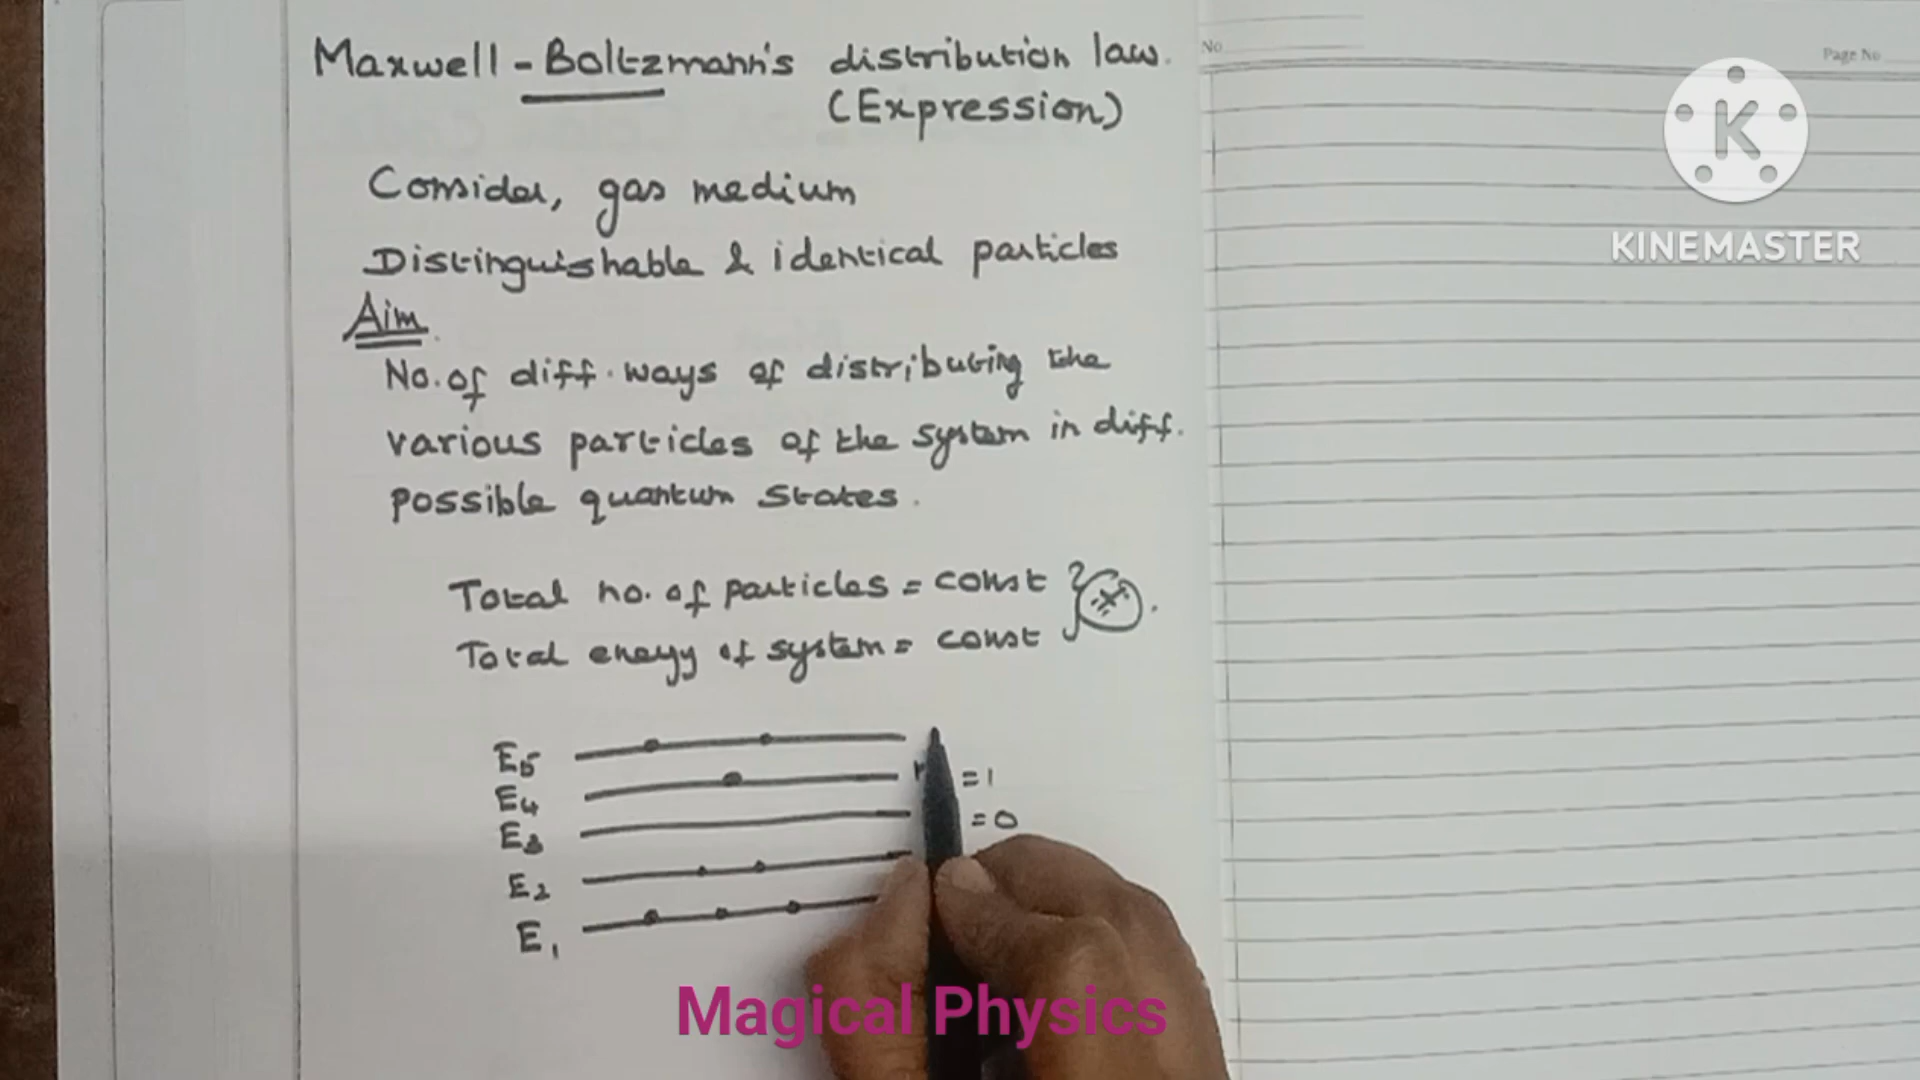 Maxwell - Boltzmann's distribution law.
(Expression)
Consider, gas medium
Distinguishable & identical particles
Aim
No. of diff. ways of distributing the
various particles of the system in diff.
possible quantum states.
Total no. of particles = const
Total energy of system = const
E5
E4 = 1
E3 = 0
E2
E1
No
Page No
K
KINEMASTER
Magical Physics